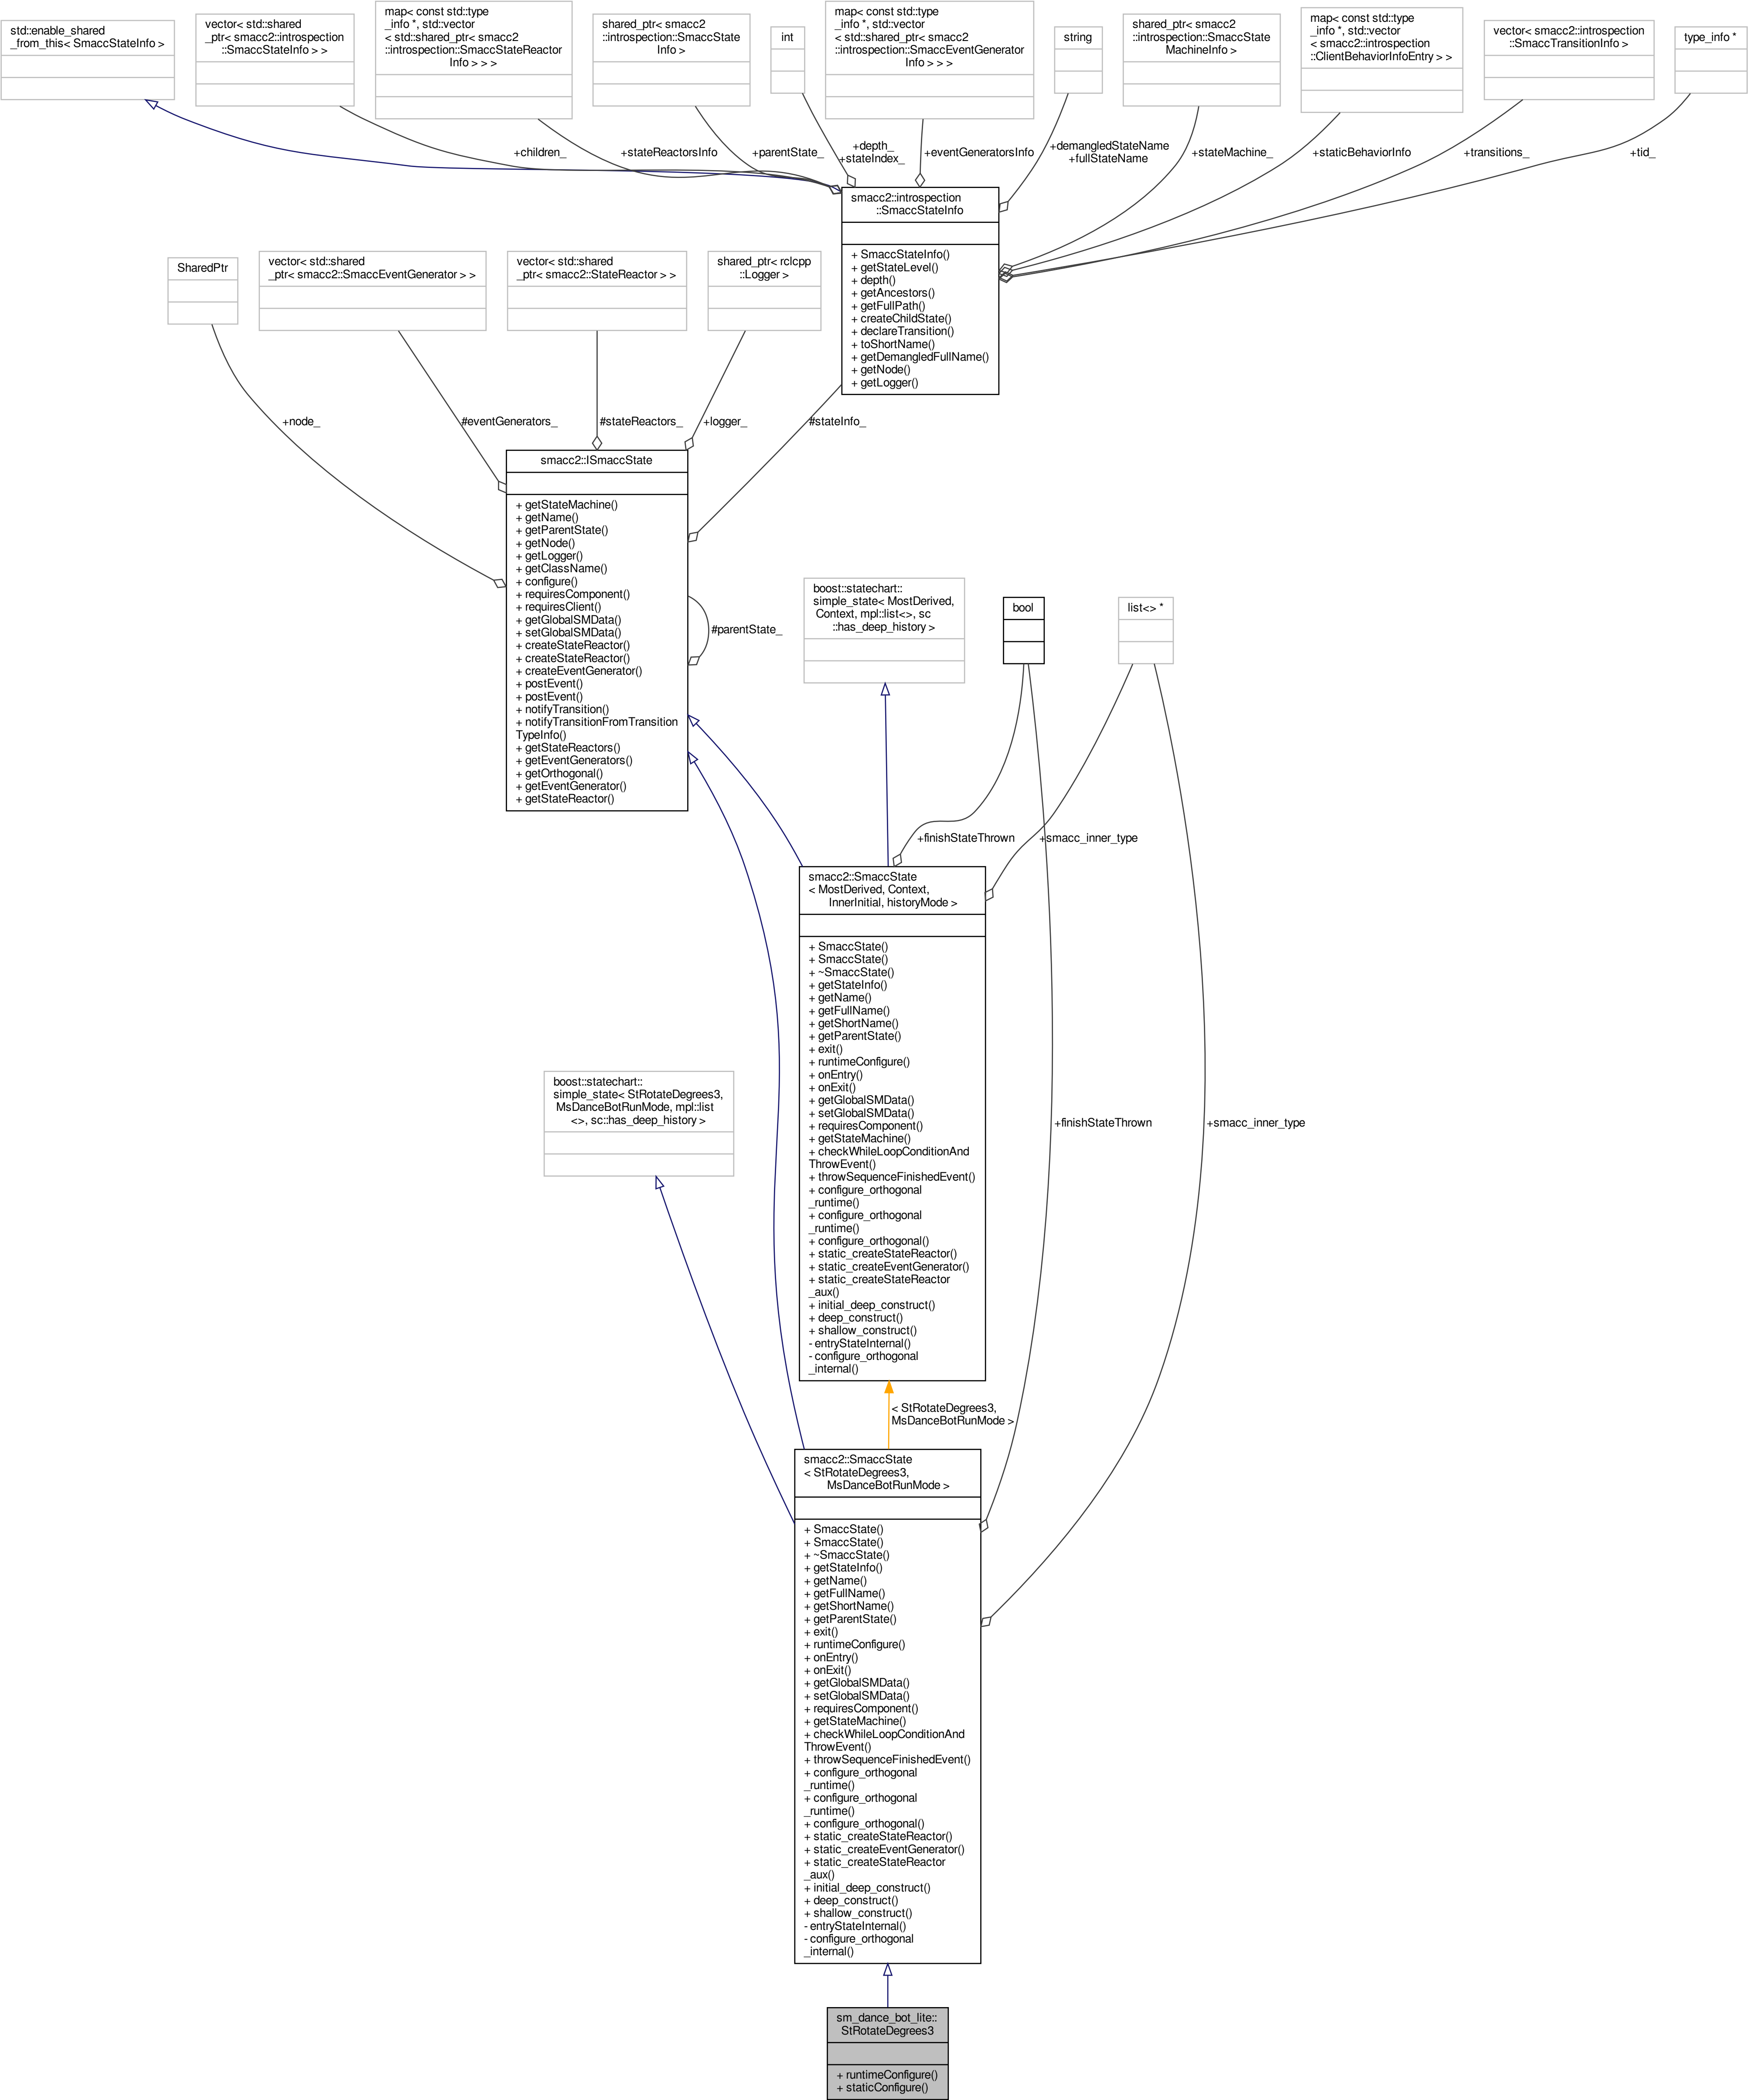 std::enable_shared
_from_this< SmaccStateInfo >
vector< std::shared
_ptr< smacc2::introspection
::SmaccStateInfo > >
map< const std::type
_info *, std::vector
< std::shared_ptr< smacc2
::introspection::SmaccStateReactor
Info > > >
shared_ptr< smacc2
::introspection::SmaccState
Info >
int
map< const std::type
_info *, std::vector
< std::shared_ptr< smacc2
::introspection::SmaccEventGenerator
Info > > >
string
shared_ptr< smacc2
::introspection::SmaccState
MachineInfo >
map< const std::type
_info *, std::vector
< smacc2::introspection
::ClientBehaviorInfoEntry > >
vector< smacc2::introspection
::SmaccTransitionInfo >
type_info *
+children_
+stateReactorsInfo
+parentState_
+depth_
+stateIndex_
+eventGeneratorsInfo
+demangledStateName
+fullStateName
+stateMachine_
+staticBehaviorInfo
+transitions_
+tid_
smacc2::introspection
::SmaccStateInfo
+ SmaccStateInfo()
+ getStateLevel()
+ depth()
+ getAncestors()
+ getFullPath()
+ createChildState()
+ declareTransition()
+ toShortName()
+ getDemangledFullName()
+ getNode()
+ getLogger()
SharedPtr
vector< std::shared
_ptr< smacc2::SmaccEventGenerator > >
vector< std::shared
_ptr< smacc2::StateReactor > >
shared_ptr< rclcpp
::Logger >
+node_
#eventGenerators_
#stateReactors_
+logger_
#stateInfo_
smacc2::ISmaccState
+ getStateMachine()
+ getName()
+ getParentState()
+ getNode()
+ getLogger()
+ getClassName()
+ configure()
+ requiresComponent()
+ requiresClient()
+ getGlobalSMData()
+ setGlobalSMData()
+ createStateReactor()
+ createStateReactor()
+ createEventGenerator()
+ postEvent()
+ postEvent()
+ notifyTransition()
+ notifyTransitionFromTransition
TypeInfo()
+ getStateReactors()
+ getEventGenerators()
+ getOrthogonal()
+ getEventGenerator()
+ getStateReactor()
#parentState_
boost::statechart::
simple_state< MostDerived,
Context, mpl::list<>, sc
::has_deep_history >
bool
list<> *
+finishStateThrown
+smacc_inner_type
smacc2::SmaccState
< MostDerived, Context,
InnerInitial, historyMode >
+ SmaccState()
+ SmaccState()
+ ~SmaccState()
+ getStateInfo()
+ getName()
+ getFullName()
+ getShortName()
+ getParentState()
+ exit()
+ runtimeConfigure()
+ onEntry()
+ onExit()
+ getGlobalSMData()
+ setGlobalSMData()
+ requiresComponent()
+ getStateMachine()
+ checkWhileLoopConditionAnd
ThrowEvent()
+ throwSequenceFinishedEvent()
+ configure_orthogonal
_runtime()
+ configure_orthogonal
_runtime()
+ configure_orthogonal()
+ static_createStateReactor()
+ static_createEventGenerator()
+ static_createStateReactor
_aux()
+ initial_deep_construct()
+ deep_construct()
+ shallow_construct()
- entryStateInternal()
- configure_orthogonal
_internal()
boost::statechart::
simple_state< StRotateDegrees3,
MsDanceBotRunMode, mpl::list
<>, sc::has_deep_history >
+finishStateThrown
+smacc_inner_type
< StRotateDegrees3,
MsDanceBotRunMode >
smacc2::SmaccState
< StRotateDegrees3,
MsDanceBotRunMode >
+ SmaccState()
+ SmaccState()
+ ~SmaccState()
+ getStateInfo()
+ getName()
+ getFullName()
+ getShortName()
+ getParentState()
+ exit()
+ runtimeConfigure()
+ onEntry()
+ onExit()
+ getGlobalSMData()
+ setGlobalSMData()
+ requiresComponent()
+ getStateMachine()
+ checkWhileLoopConditionAnd
ThrowEvent()
+ throwSequenceFinishedEvent()
+ configure_orthogonal
_runtime()
+ configure_orthogonal
_runtime()
+ configure_orthogonal()
+ static_createStateReactor()
+ static_createEventGenerator()
+ static_createStateReactor
_aux()
+ initial_deep_construct()
+ deep_construct()
+ shallow_construct()
- entryStateInternal()
- configure_orthogonal
_internal()
sm_dance_bot_lite::
StRotateDegrees3
+ runtimeConfigure()
+ staticConfigure()